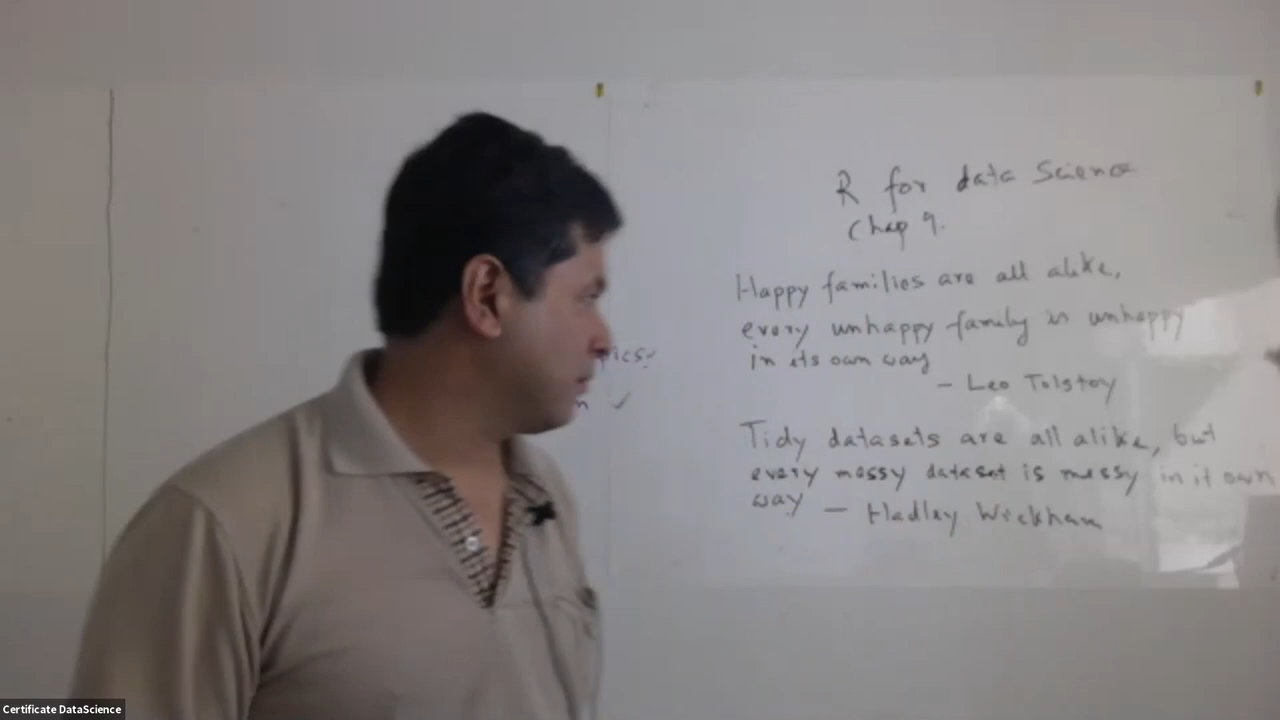 R for data Science
Chap 9.
Happy families are all alike,
every unhappy family is unhappy
in its own way
- Leo Tolstoy
Tidy datasets are all alike, but
every messy dataset is messy in it own
way - Hadley Wickham
Certificate DataScience